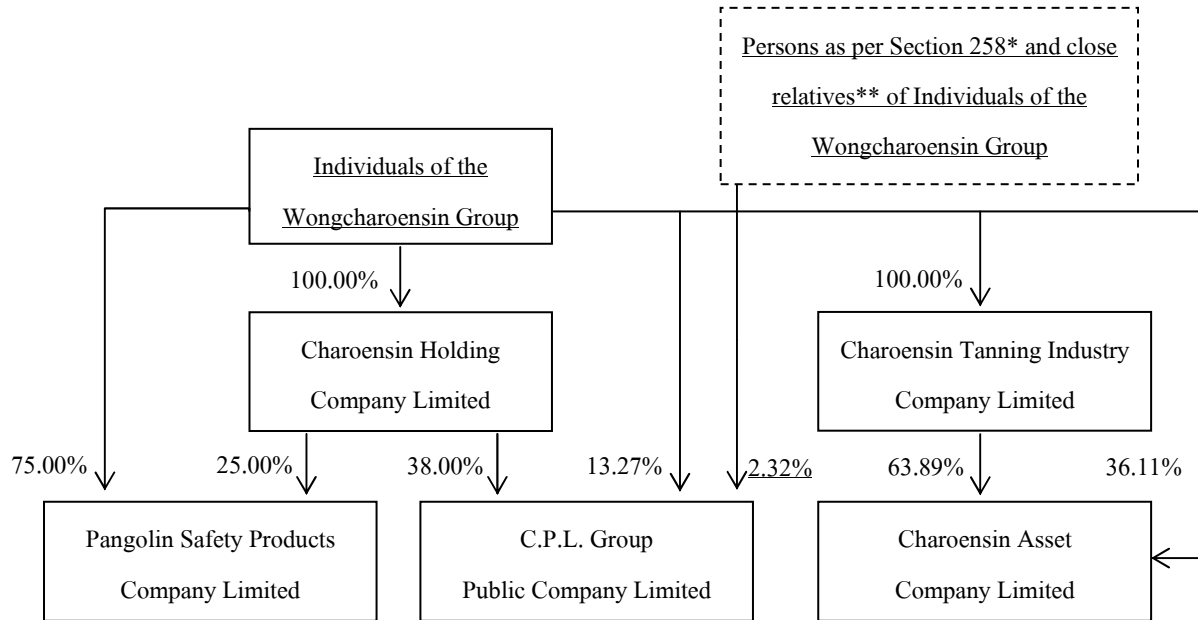 Persons as per Section 258* and close
relatives** of Individuals of the
Wongcharoensin Group
Individuals of the
Wongcharoensin Group
100.00%
100.00%
Charoensin Holding
Company Limited
Charoensin Tanning Industry
Company Limited
75.00%
25.00%
38.00%
13.27%
2.32%
63.89%
36.11%
Pangolin Safety Products
Company Limited
C.P.L. Group
Public Company Limited
Charoensin Asset
Company Limited